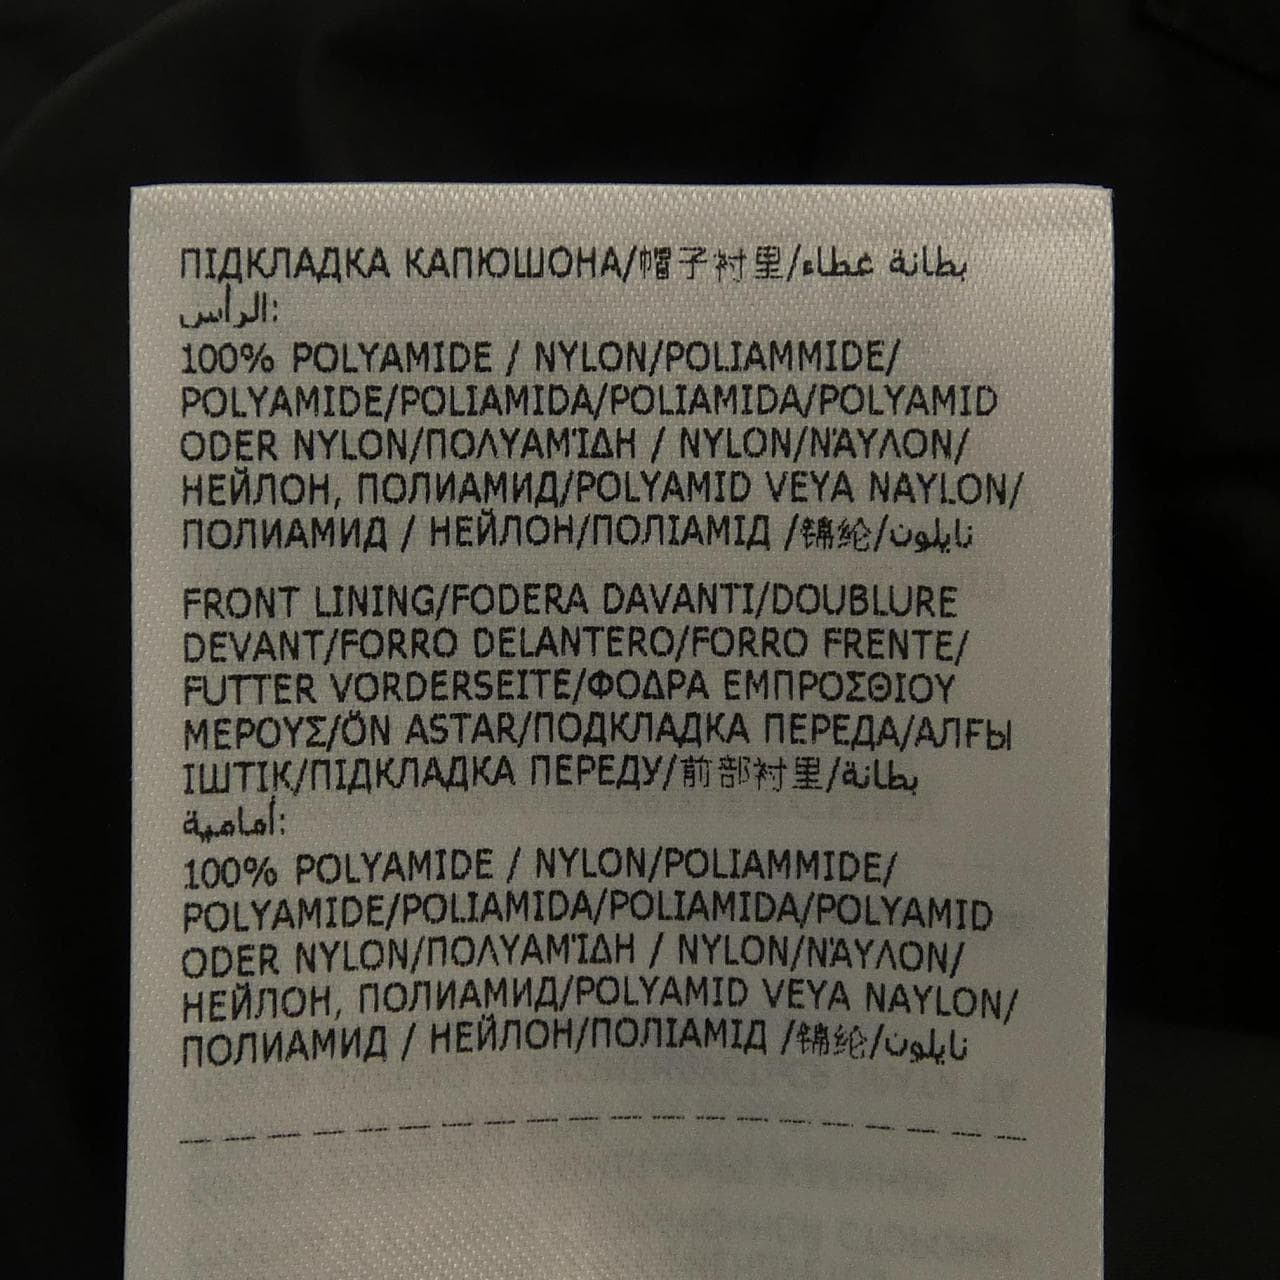 ПІДКЛАДКА КАПЮШОНА/帽子衬里/بطانة غطاء
الرأس:
100% POLYAMIDE / NYLON/POLIAMMIDE/
POLYAMIDE/POLIAMIDA/POLIAMIDA/POLYAMID
ODER NYLON/ΠΟΛΥΑΜΊΔΗ / NYLON/ΝΆΥΛΟΝ/
НЕЙЛОН, ПОЛИАМИД/POLYAMID VEYA NAYLON/
ПОЛИАМИД / НЕЙЛОН/ПОЛІАМІД /锦纶/نايلون
FRONT LINING/FODERA DAVANTI/DOUBLURE
DEVANT/FORRO DELANTERO/FORRO FRENTE/
FUTTER VORDERSEITE/ΦΟΔΡΑ ΕΜΠΡΟΣΘΙΟΥ
ΜΕΡΟΥΣ/ÖN ASTAR/ПОДКЛАДКА ПЕРЕДА/АЛҒЫ
ІШТІК/ПІДКЛАДКА ПЕРЕДУ/前部衬里/بطانة
أمامية:
100% POLYAMIDE / NYLON/POLIAMMIDE/
POLYAMIDE/POLIAMIDA/POLIAMIDA/POLYAMID
ODER NYLON/ΠΟΛΥΑΜΊΔΗ / NYLON/ΝΆΥΛΟΝ/
НЕЙЛОН, ПОЛИАМИД/POLYAMID VEYA NAYLON/
ПОЛИАМИД / НЕЙЛОН/ПОЛІАМІД /锦纶/نايلون